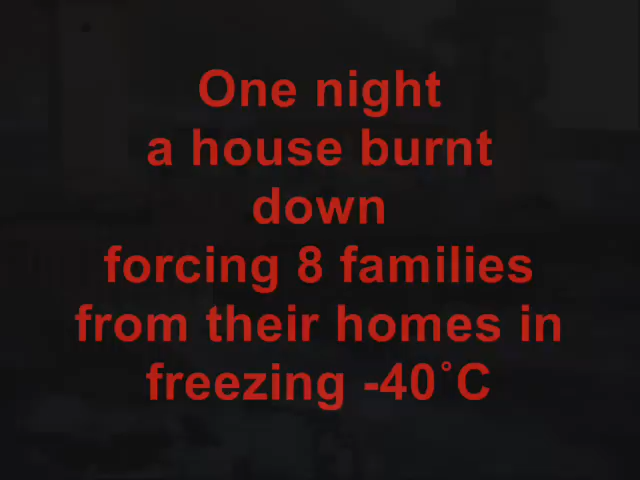 One night
a house burnt
down
forcing 8 families
from their homes in
freezing -40˚C